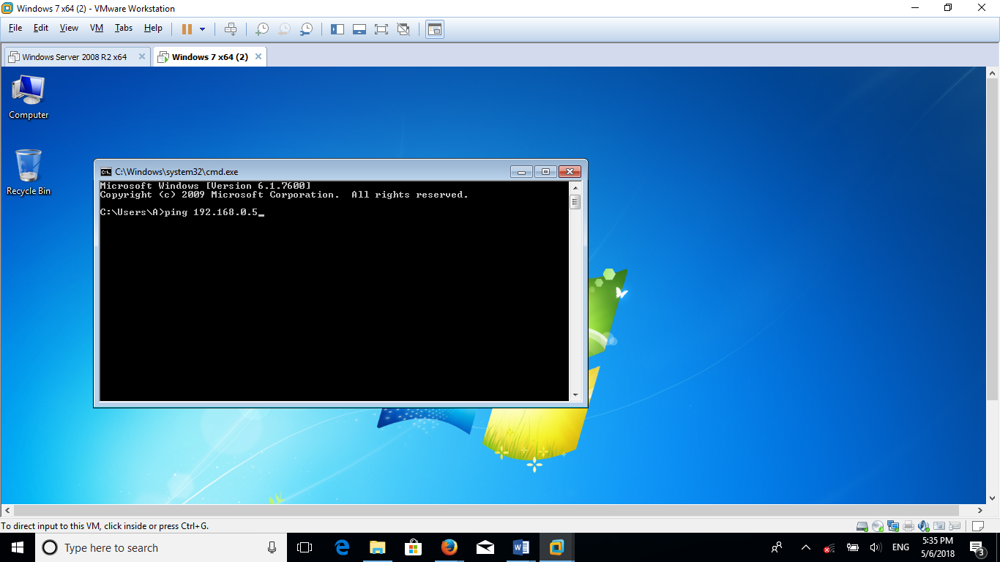 Windows 7 x64 (2) - VMware Workstation
File Edit View VM Tabs Help
Windows Server 2008 R2 x64
Windows 7 x64 (2)
Computer
Recycle Bin
C:\Windows\system32\cmd.exe
Microsoft Windows [Version 6.1.7600]
Copyright (c) 2009 Microsoft Corporation.  All rights reserved.
C:\Users\A>ping 192.168.0.5_
To direct input to this VM, click inside or press Ctrl+G.
Type here to search
ENG
5:35 PM
5/6/2018
3